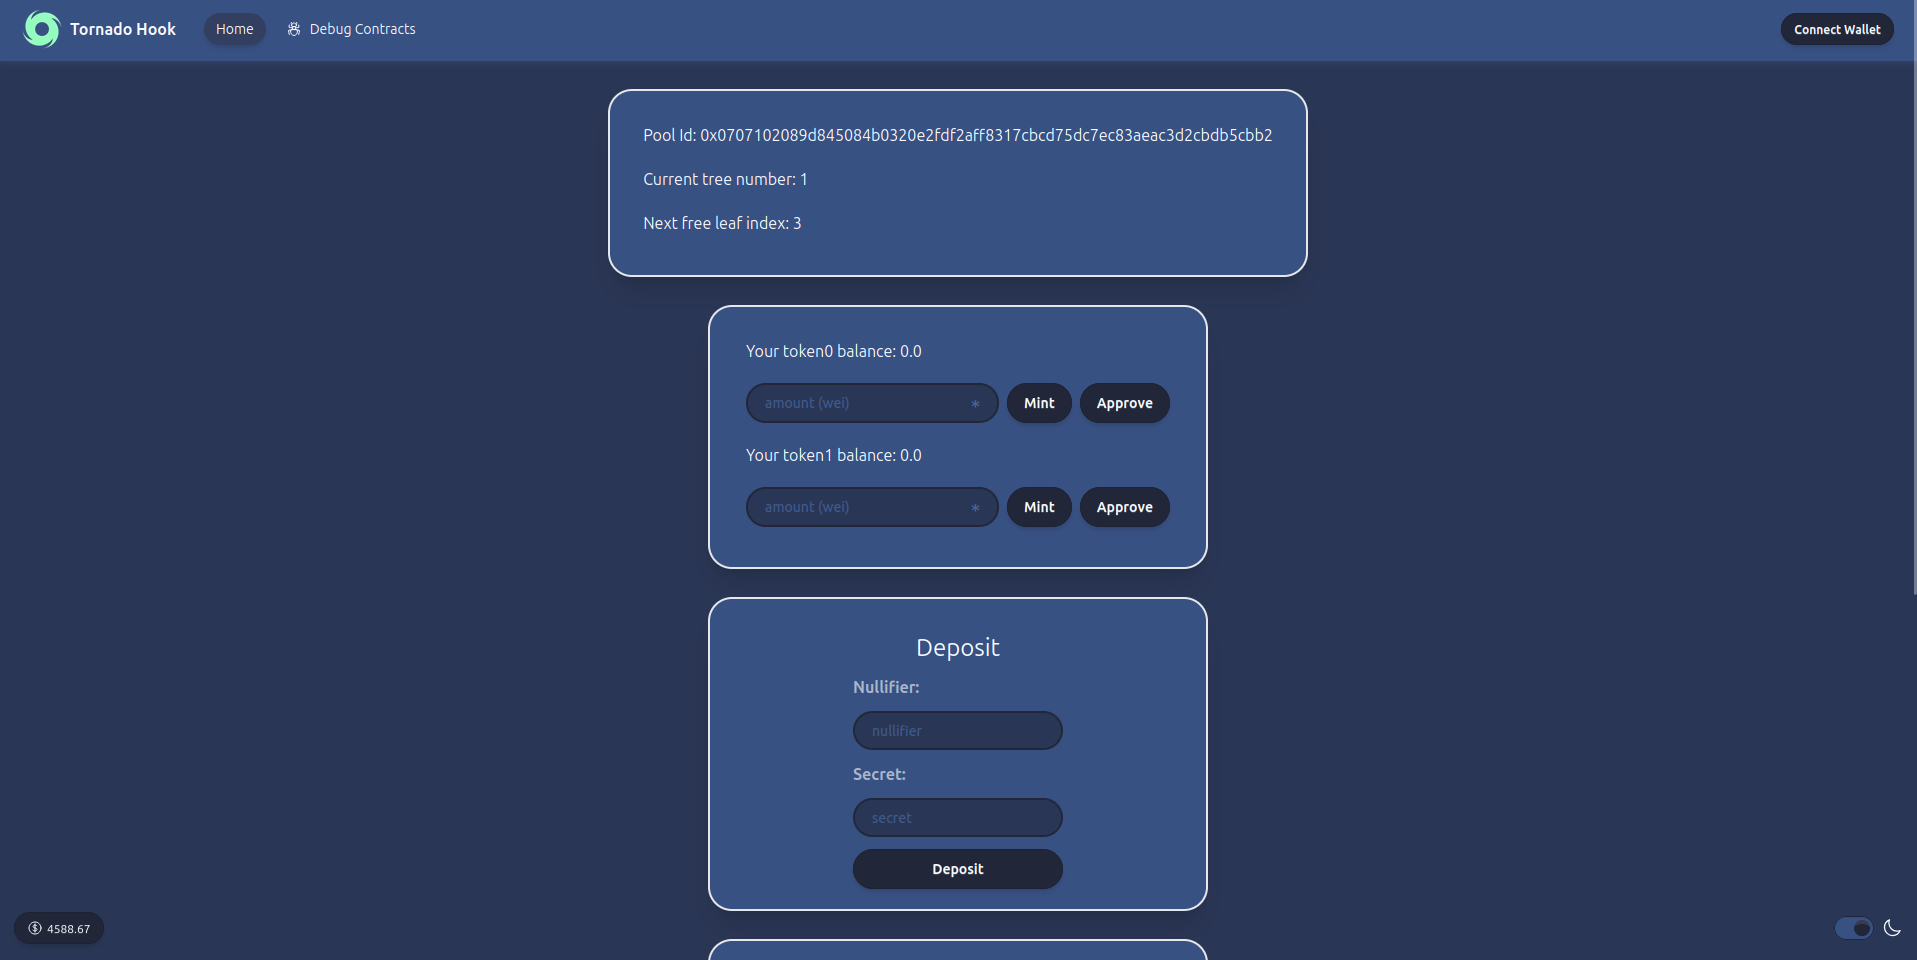 Tornado Hook Home Debug Contracts Connect Wallet
Pool Id: 0x0707102089d845084b0320e2fdf2aff8317cbcd75dc7ec83aeac3d2cbdb5cbb2
Current tree number: 1
Next free leaf index: 3
Your token0 balance: 0.0
amount (wei) * Mint Approve
Your token1 balance: 0.0
amount (wei) * Mint Approve
Deposit
Nullifier:
nullifier
Secret:
secret
Deposit
4588.67